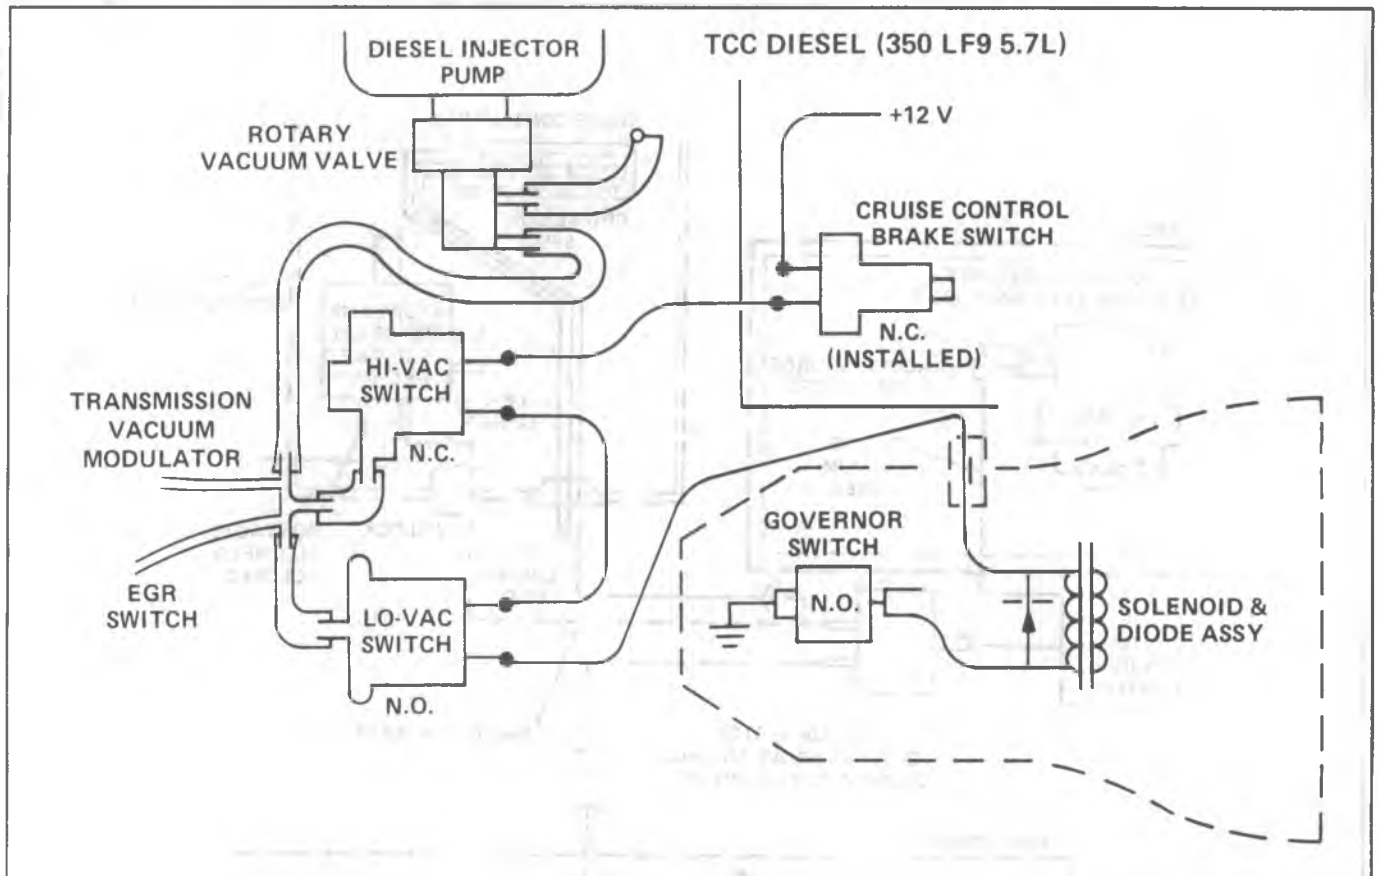 DIESEL INJECTOR
PUMP
TCC DIESEL (350 LF9 5.7L)
+12 V
ROTARY
VACUUM VALVE
CRUISE CONTROL
BRAKE SWITCH
N.C.
(INSTALLED)
HI-VAC
SWITCH
N.C.
TRANSMISSION
VACUUM
MODULATOR
GOVERNOR
SWITCH
N.O.
EGR
SWITCH
LO-VAC
SWITCH
N.O.
SOLENOID &
DIODE ASSY